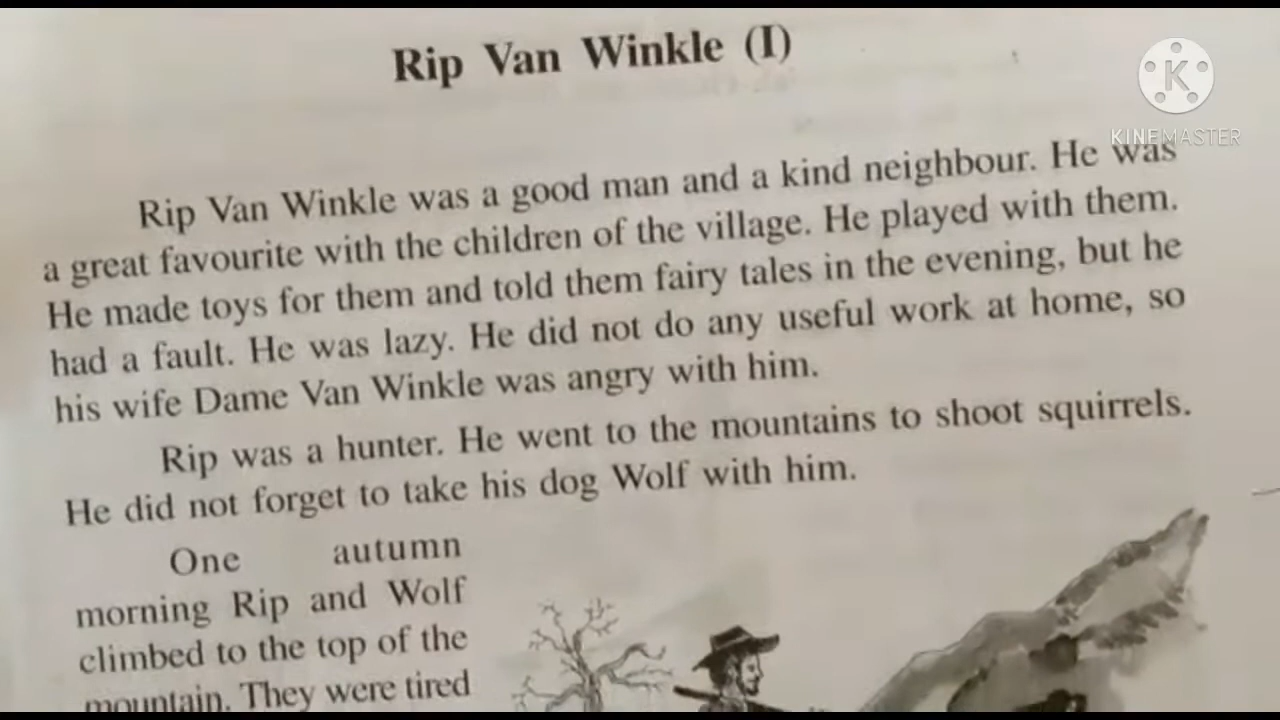 Rip Van Winkle (I)
KINEMASTER
Rip Van Winkle was a good man and a kind neighbour. He was
a great favourite with the children of the village. He played with them.
He made toys for them and told them fairy tales in the evening, but he
had a fault. He was lazy. He did not do any useful work at home, so
his wife Dame Van Winkle was angry with him.
Rip was a hunter. He went to the mountains to shoot squirrels.
He did not forget to take his dog Wolf with him.
One autumn
morning Rip and Wolf
climbed to the top of the
mountain. They were tired